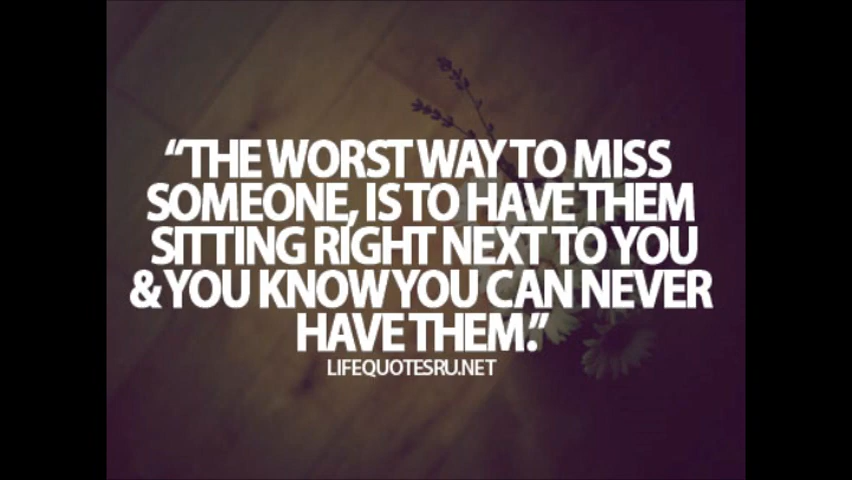 “THE WORST WAY TO MISS
SOMEONE, IS TO HAVE THEM
SITTING RIGHT NEXT TO YOU
& YOU KNOW YOU CAN NEVER
HAVE THEM.”
LIFEQUOTESRU.NET